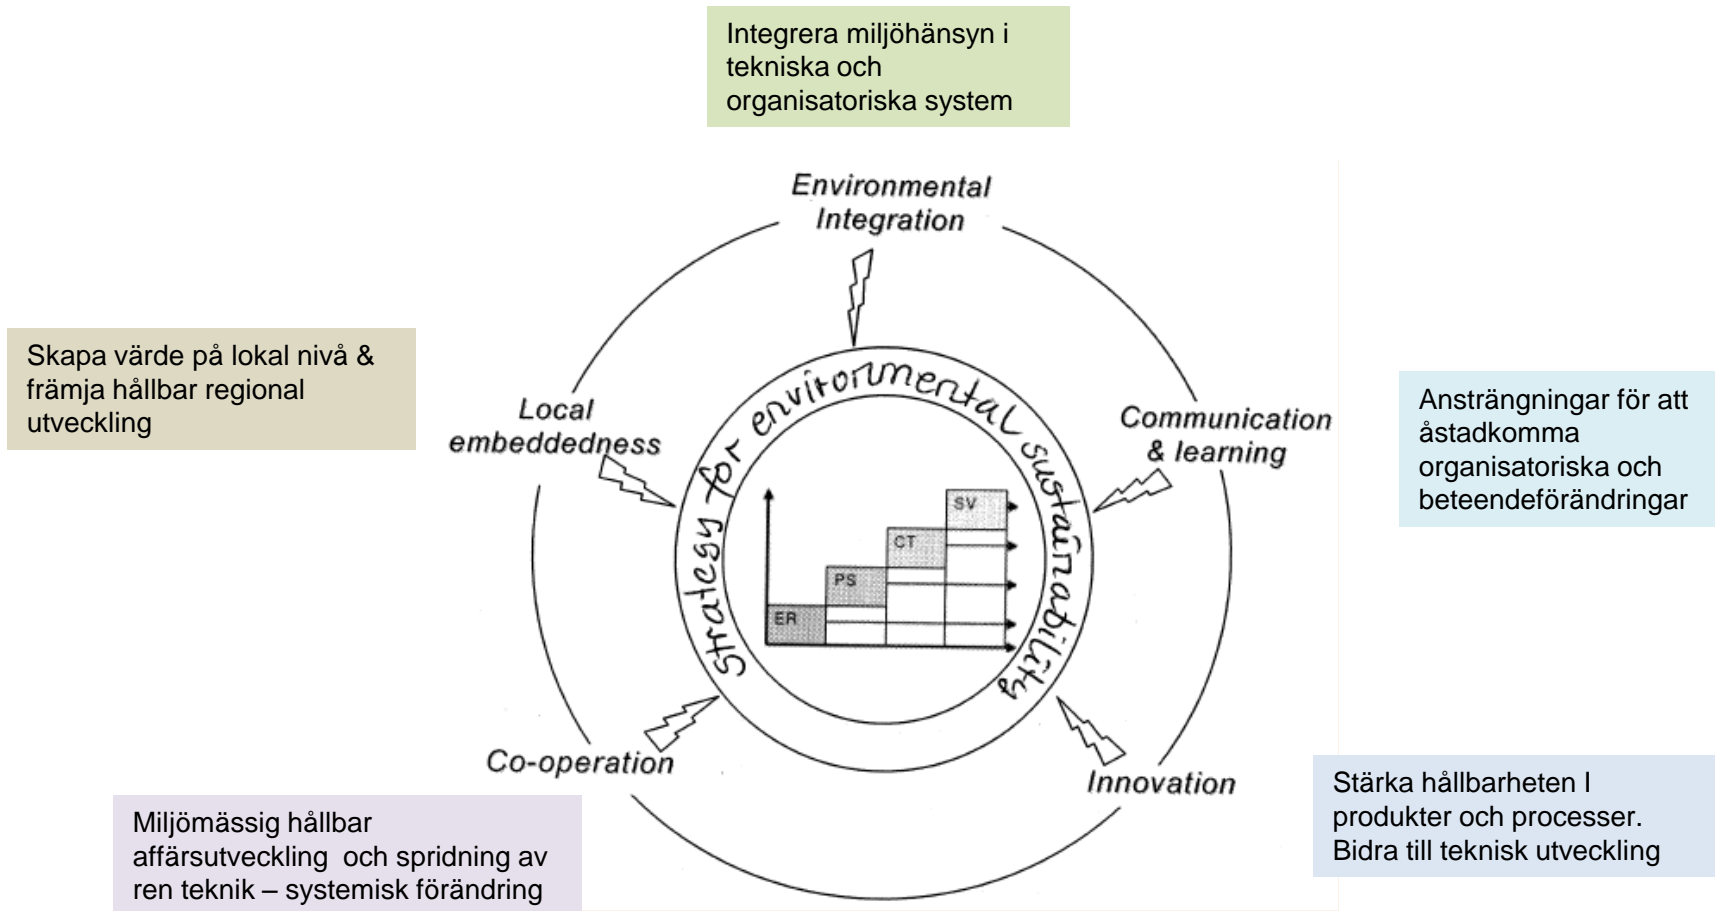 Integrera miljöhänsyn i
tekniska och
organisatoriska system
Environmental
Integration
Skapa värde på lokal nivå &
främja hållbar regional
utveckling
Local
embeddedness
Communication
& learning
Ansträngningar för att
åstadkomma
organisatoriska och
beteendeförändringar
Strategy for environmental sustainability
SV
CT
PS
ER
Co-operation
Innovation
Miljömässig hållbar
affärsutveckling och spridning av
ren teknik – systemisk förändring
Stärka hållbarheten I
produkter och processer.
Bidra till teknisk utveckling